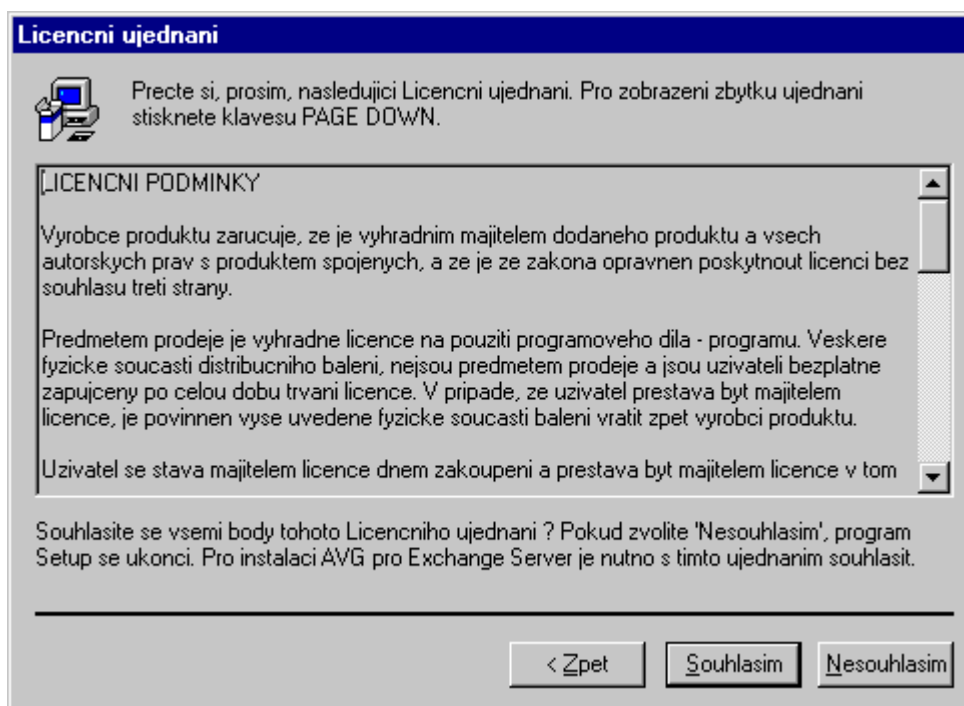 Licencni ujednani
Precte si, prosim, nasledujici Licencni ujednani. Pro zobrazeni zbytku ujednani
stisknete klavesu PAGE DOWN.
LICENCNI PODMINKY
Vyrobce produktu zarucuje, ze je vyhradnim majitelem dodaneho produktu a vsech
autorskych prav s produktem spojenych, a ze je ze zakona opravnen poskytnout licenci bez
souhlasu treti strany.
Predmetem prodeje je vyhradne licence na pouziti programoveho dila - programu. Veskere
fyzicke soucasti distribucniho baleni, nejsou predmetem prodeje a jsou uzivateli bezplatne
zapujceny po celou dobu trvani licence. V pripade, ze uzivatel prestava byt majitelem
licence, je povinnen vyse uvedene fyzicke soucasti baleni vratit zpet vyrobci produktu.
Uzivatel se stava majitelem licence dnem zakoupeni a prestava byt majitelem licence v tom
Souhlasite se vsemi body tohoto Licencniho ujednani ? Pokud zvolite 'Nesouhlasim', program
Setup se ukonci. Pro instalaci AVG pro Exchange Server je nutno s timto ujednanim souhlasit.
< Zpet
Souhlasim
Nesouhlasim